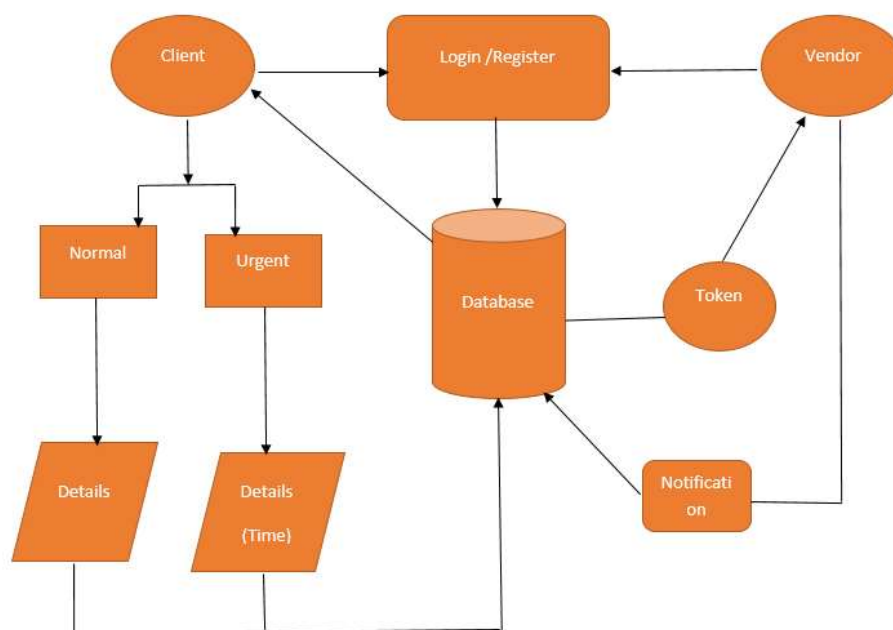 Client
Login /Register
Vendor
Normal
Urgent
Database
Token
Details
Details
(Time)
Notificati
on